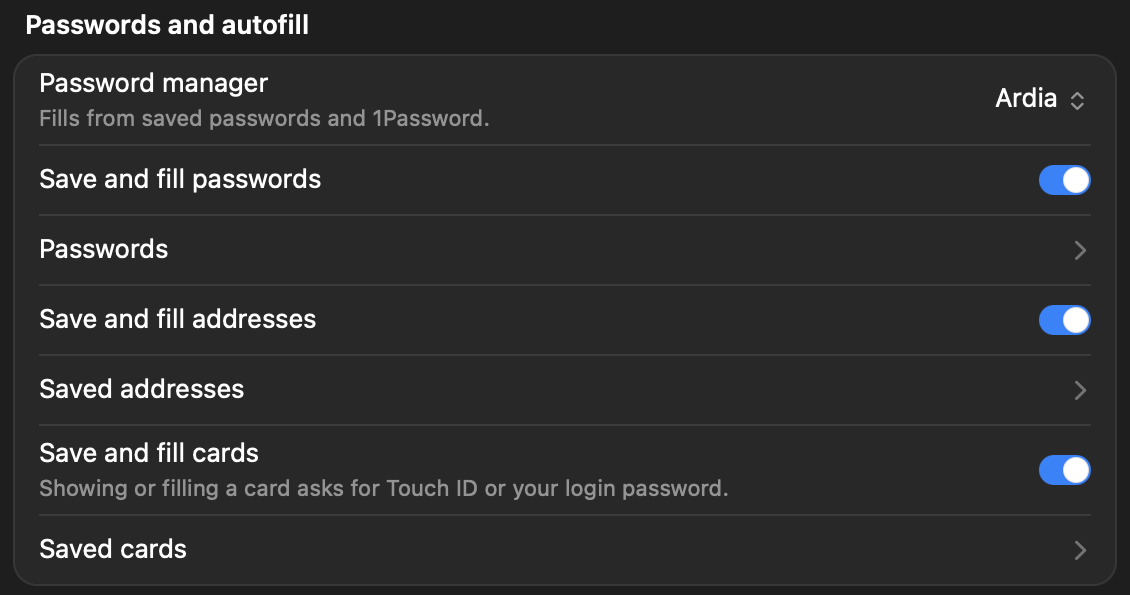 Passwords and autofill
Password manager
Ardia
Fills from saved passwords and 1Password.
Save and fill passwords
Passwords
Save and fill addresses
Saved addresses
Save and fill cards
Showing or filling a card asks for Touch ID or your login password.
Saved cards